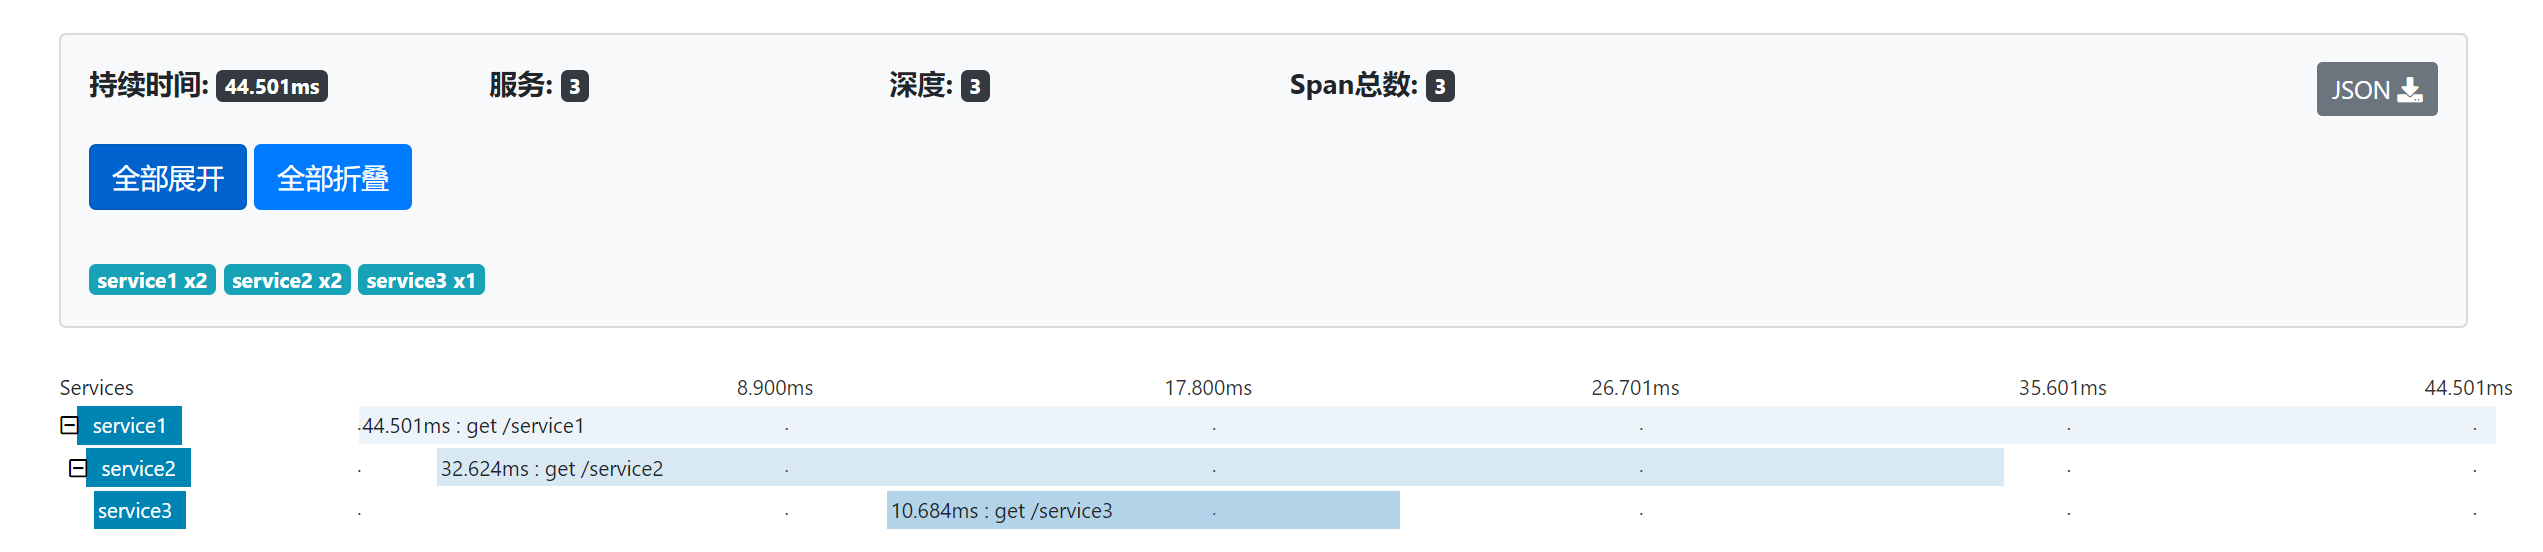 持续时间: 44.501ms 服务: 3 深度: 3 Span总数: 3 JSON
全部展开 全部折叠
service1 x2 service2 x2 service3 x1
Services 8.900ms 17.800ms 26.701ms 35.601ms 44.501ms
service1 44.501ms : get /service1
service2 32.624ms : get /service2
service3 10.684ms : get /service3